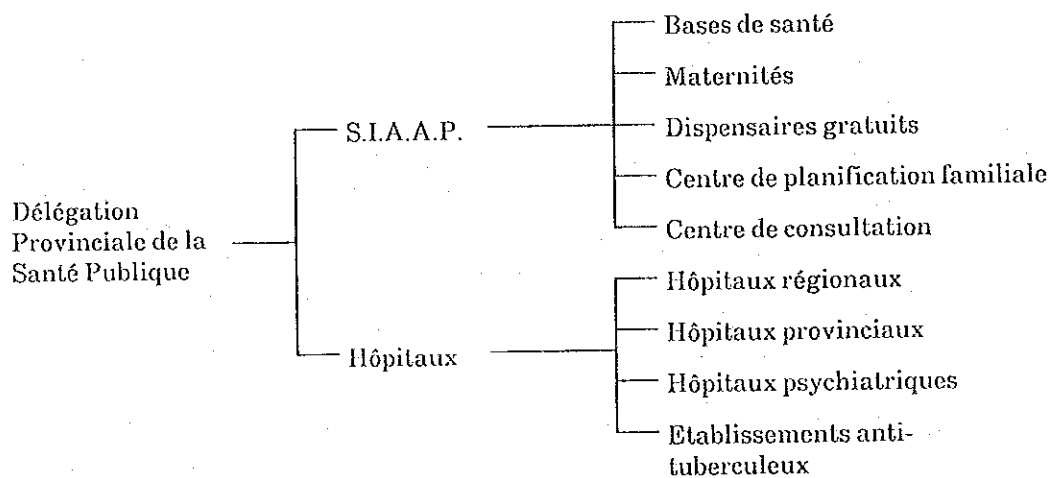 Délégation
Provinciale de la
Santé Publique
S.I.A.A.P.
Bases de santé
Maternités
Dispensaires gratuits
Centre de planification familiale
Centre de consultation
Hôpitaux
Hôpitaux régionaux
Hôpitaux provinciaux
Hôpitaux psychiatriques
Etablissements anti-
tuberculeux